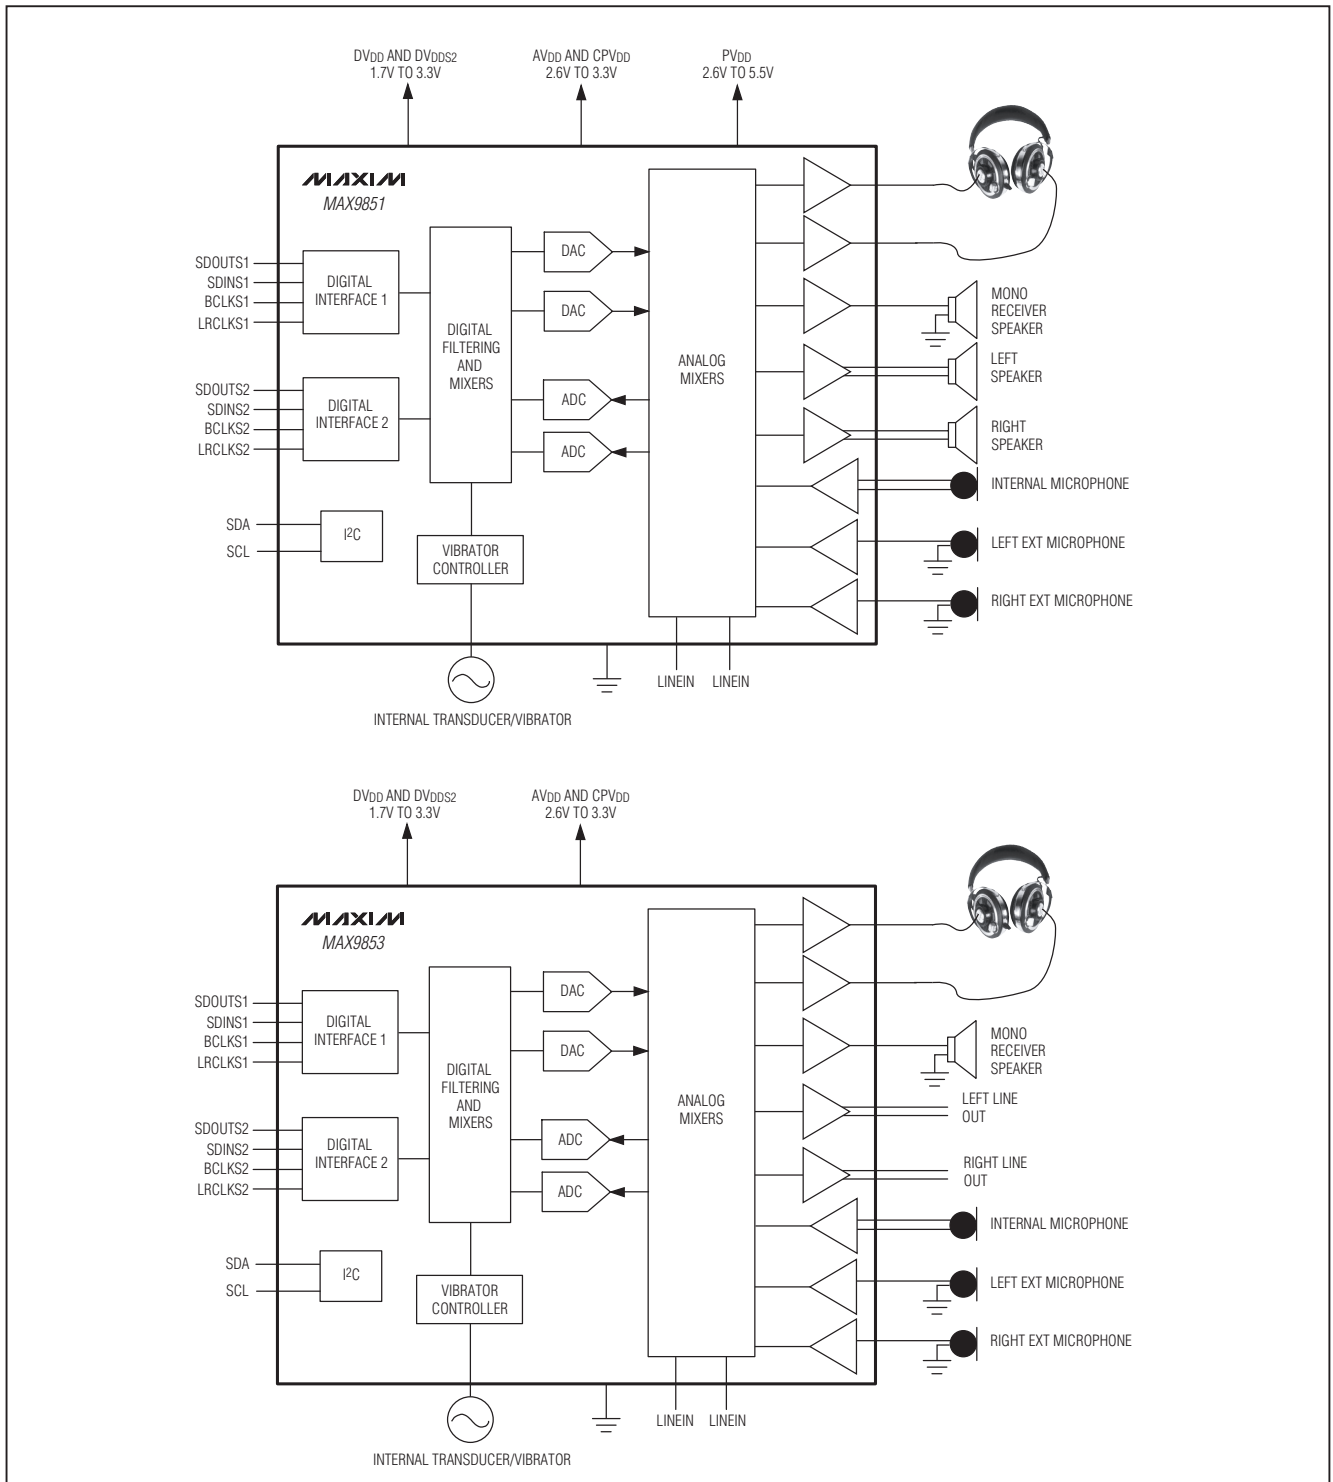 DVDD AND DVDDS2
1.7V TO 3.3V
AVDD AND CPVDD
2.6V TO 3.3V
PVDD
2.6V TO 5.5V
MAXIM
MAX9851
SDOUTS1
SDINS1
BCLKS1
LRCLKS1
DIGITAL
INTERFACE 1
SDOUTS2
SDINS2
BCLKS2
LRCLKS2
DIGITAL
INTERFACE 2
SDA
SCL
I2C
DIGITAL
FILTERING
AND
MIXERS
VIBRATOR
CONTROLLER
DAC
DAC
ADC
ADC
ANALOG
MIXERS
MONO
RECEIVER
SPEAKER
LEFT
SPEAKER
RIGHT
SPEAKER
INTERNAL MICROPHONE
LEFT EXT MICROPHONE
RIGHT EXT MICROPHONE
LINEIN
LINEIN
INTERNAL TRANSDUCER/VIBRATOR
DVDD AND DVDDS2
1.7V TO 3.3V
AVDD AND CPVDD
2.6V TO 3.3V
MAXIM
MAX9853
SDOUTS1
SDINS1
BCLKS1
LRCLKS1
DIGITAL
INTERFACE 1
SDOUTS2
SDINS2
BCLKS2
LRCLKS2
DIGITAL
INTERFACE 2
SDA
SCL
I2C
DIGITAL
FILTERING
AND
MIXERS
VIBRATOR
CONTROLLER
DAC
DAC
ADC
ADC
ANALOG
MIXERS
MONO
RECEIVER
SPEAKER
LEFT LINE
OUT
RIGHT LINE
OUT
INTERNAL MICROPHONE
LEFT EXT MICROPHONE
RIGHT EXT MICROPHONE
LINEIN
LINEIN
INTERNAL TRANSDUCER/VIBRATOR